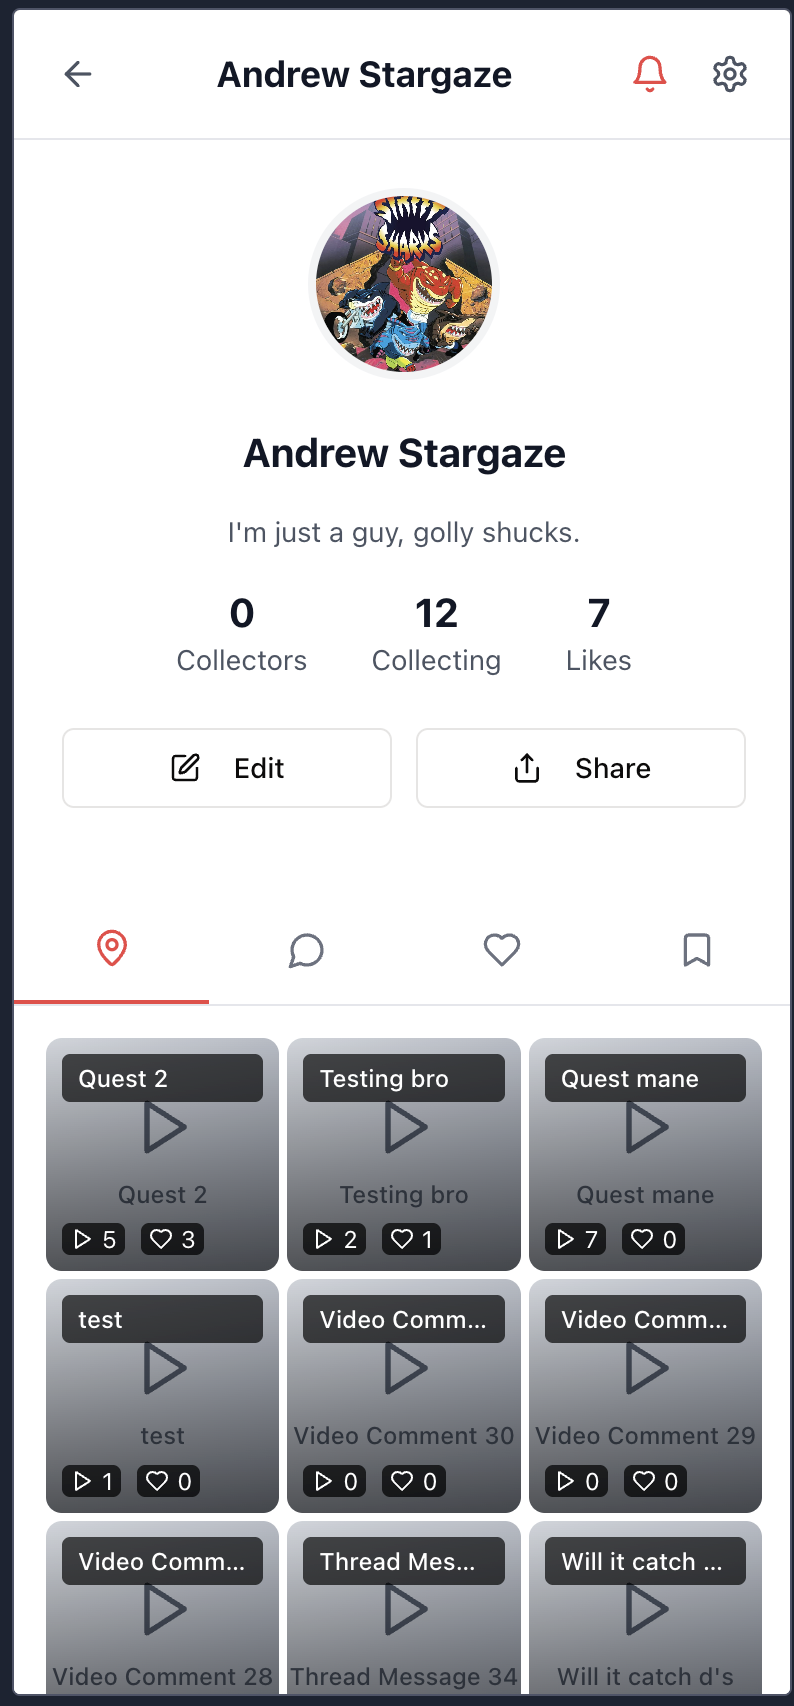 Andrew Stargaze
STREET
SHARKS
Andrew Stargaze
I'm just a guy, golly shucks.
0 12 7
Collectors Collecting Likes
Edit Share
Quest 2 Testing bro Quest mane
Quest 2 Testing bro Quest mane
5 3 2 1 7 0
test Video Comm... Video Comm...
test Video Comment 30 Video Comment 29
1 0 0 0 0 0
Video Comm... Thread Mes... Will it catch ...
Video Comment 28 Thread Message 34 Will it catch d's